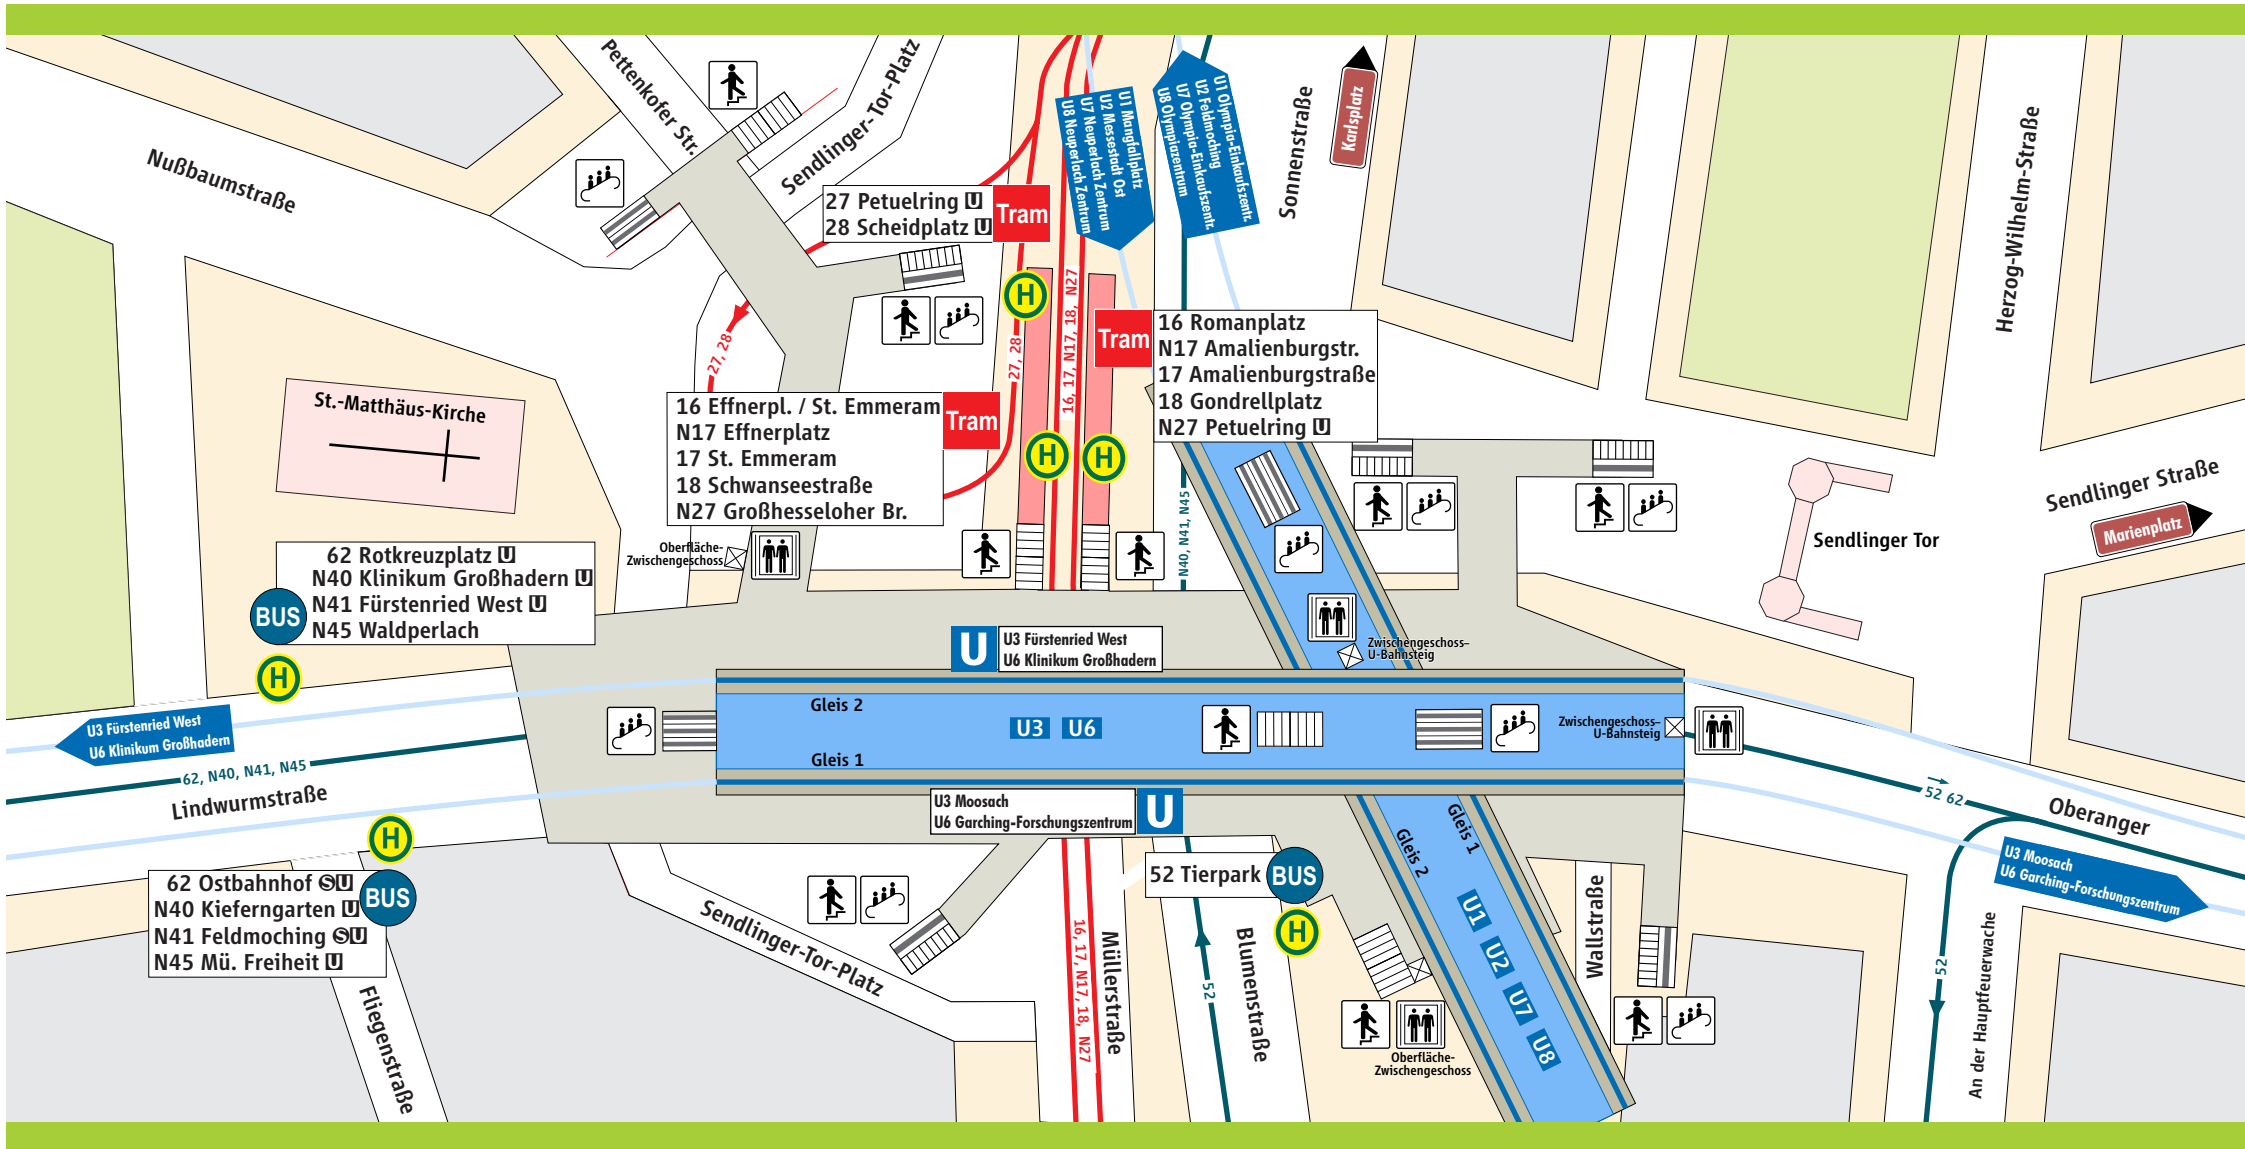 Pettenkofer Str.
Sendlinger-Tor-Platz
Nußbaumstraße
27 Petuelring U
28 Scheidplatz U
Tram
U1 Mangfallplatz
U2 Messestadt Ost
U7 Neuperlach Zentrum
U8 Neuperlach Zentrum
U1 Olympia-Einkaufszentr.
U2 Feldmoching
U7 Olympia-Einkaufszentr.
U8 Olympiazentrum
Sonnenstraße
Karlsplatz
Herzog-Wilhelm-Straße
H
27, 28
27, 28
16, 17, N17, 18, N27
Tram
16 Romanplatz
N17 Amalienburgstr.
17 Amalienburgstraße
18 Gondrellplatz
N27 Petuelring U
St.-Matthäus-Kirche
16 Effnerpl. / St. Emmeram
N17 Effnerplatz
17 St. Emmeram
18 Schwanseestraße
N27 Großhesseloher Br.
Tram
H
H
N40, N41, N45
Sendlinger Straße
Marienplatz
Sendlinger Tor
Oberfläche-
Zwischengeschoss
62 Rotkreuzplatz U
N40 Klinikum Großhadern U
N41 Fürstenried West U
N45 Waldperlach
BUS
H
U
U3 Fürstenried West
U6 Klinikum Großhadern
Zwischengeschoss-
U-Bahnsteig
Gleis 2
U3
U6
Gleis 1
Zwischengeschoss-
U-Bahnsteig
U3 Fürstenried West
U6 Klinikum Großhadern
62, N40, N41, N45
Lindwurmstraße
U3 Moosach
U6 Garching-Forschungszentrum
U
52 62
Oberanger
H
62 Ostbahnhof S U
N40 Kieferngarten U
N41 Feldmoching S U
N45 Mü. Freiheit U
BUS
52 Tierpark
BUS
H
Gleis 1
Gleis 2
U1
U2
U7
U8
U3 Moosach
U6 Garching-Forschungszentrum
Sendlinger-Tor-Platz
Fliegenstraße
16, 17, N17, 18, N27
Müllerstraße
52
Blumenstraße
Wallstraße
Oberfläche-
Zwischengeschoss
52
An der Hauptfeuerwache